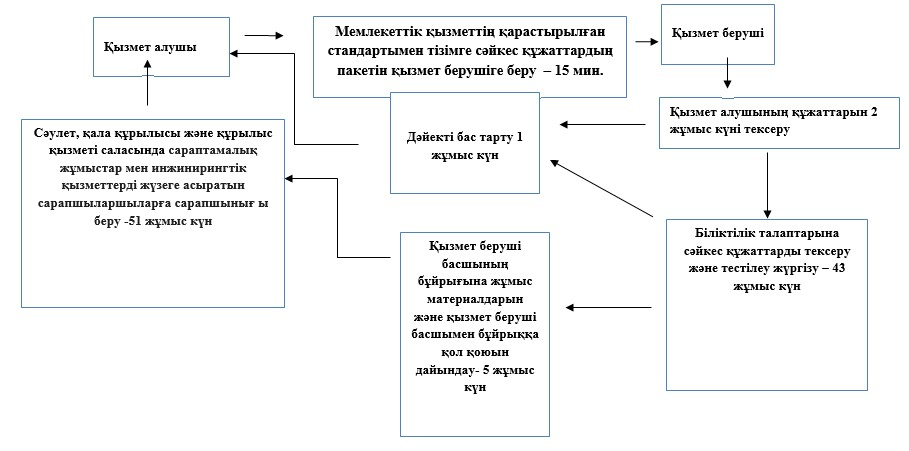 Қызмет алушы
Мемлекеттік қызметтің қарастырылған
стандартымен тізімге сәйкес құжаттардың
пакетін қызмет берушіге беру – 15 мин.
Қызмет беруші
Қызмет алушының құжаттарын 2
жұмыс күні тексеру
Дәйекті бас тарту 1
жұмыс күн
Сәулет, қала құрылысы және құрылыс
қызметі саласында сараптамалық
жұмыстар мен инжинирингтік
қызметтерді жүзеге асыратын
сарапшыларшыларға сарапшының ы
беру -51 жұмыс күн
Қызмет беруші
басшының
бұйрығына жұмыс
материалдарын
және қызмет беруші
басшымен бұйрыққа
қол қоюын
дайындау- 5 жұмыс
күн
Біліктілік талаптарына
сәйкес құжаттарды тексеру
және тестілеу жүргізу – 43
жұмыс күн